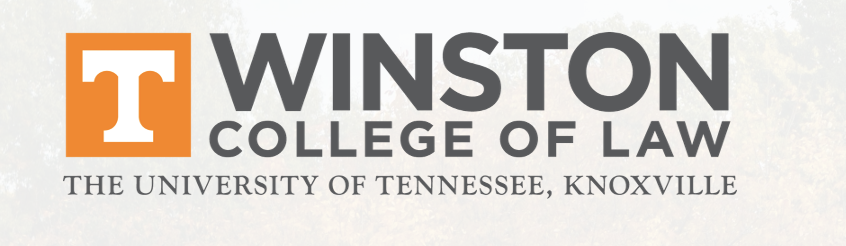 T WINSTON
COLLEGE OF LAW
THE UNIVERSITY OF TENNESSEE, KNOXVILLE